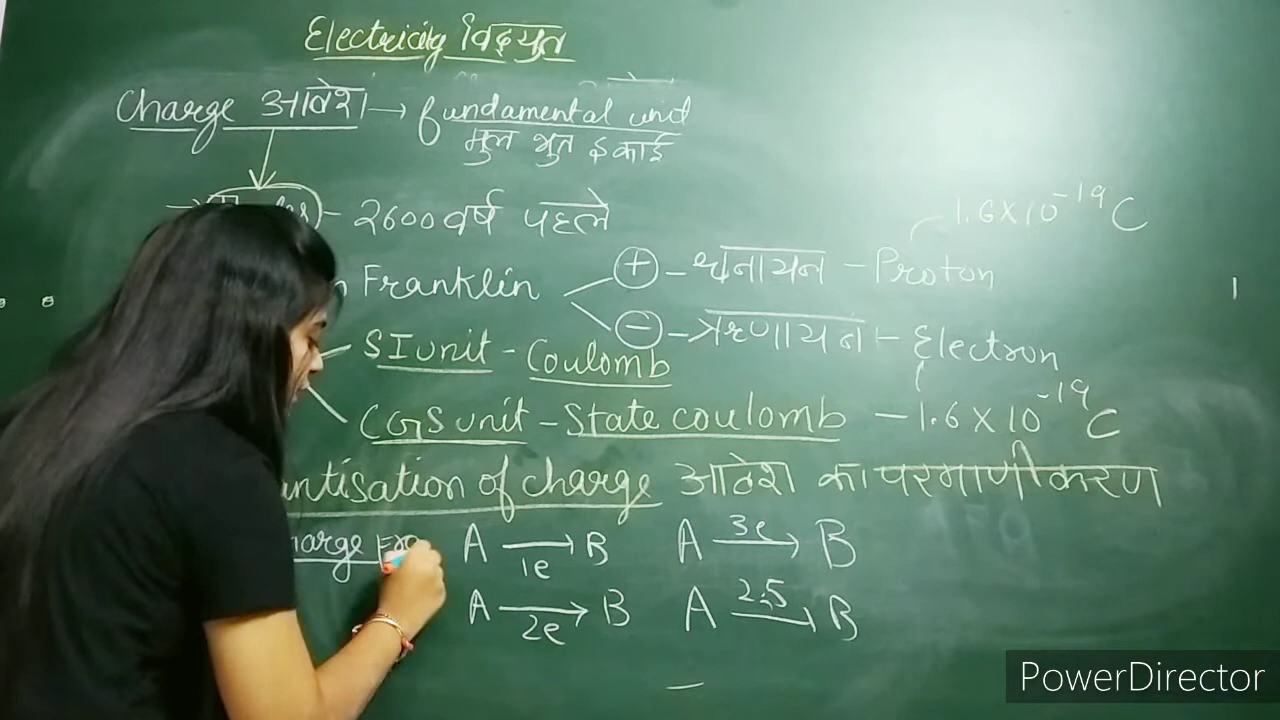 Electricity विद्युत
Charge आवेश → fundamental unit
मुल भुत इकाई
- 2600 वर्ष पहले
1.6 X 10⁻¹⁹ C
Franklin
+ - धनायन - Proton
- - ऋणायन - Electron
SI unit - Coulomb
CGS unit - State coulomb - 1.6 X 10⁻¹⁹ C
antisation of charge आवेश का परमाणीकरण
harge A → 1e B A 3e → B
A → 2e B A 2.5 → B
PowerDirector